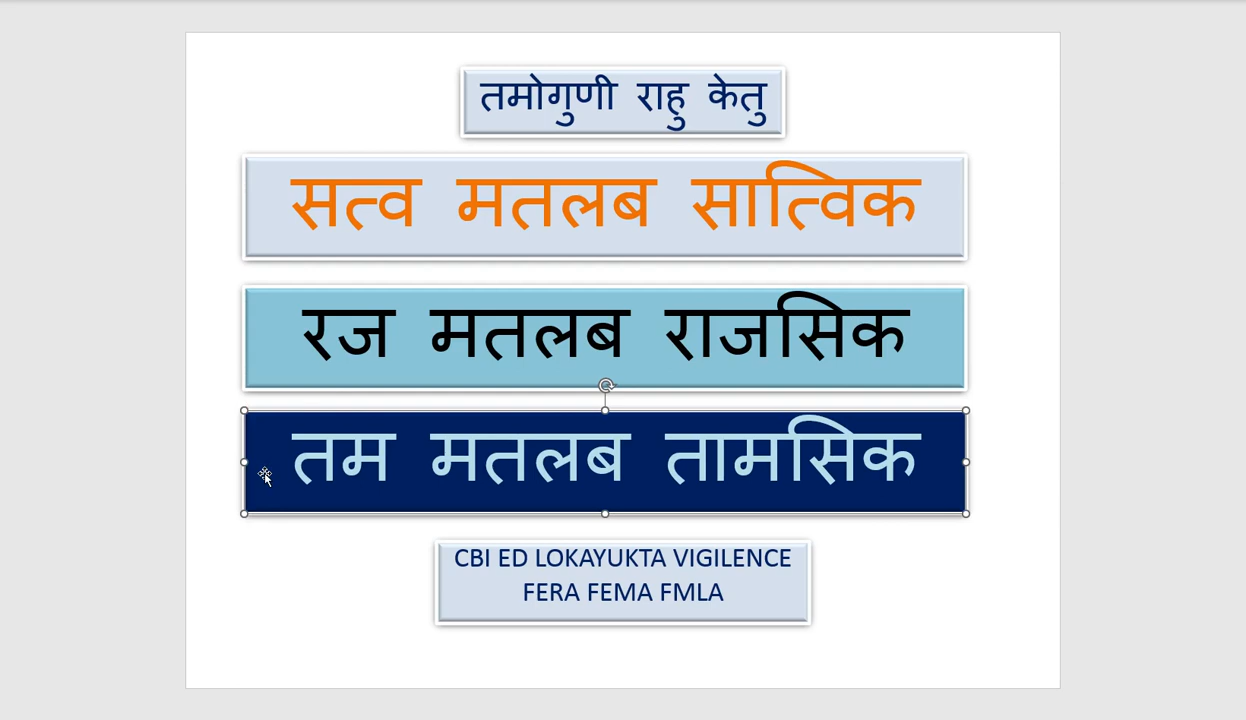 तमोगुणी राहु केतु
सत्व मतलब सात्विक
रज मतलब राजसिक
तम मतलब तामसिक
CBI ED LOKAYUKTA VIGILENCE
FERA FEMA FMLA